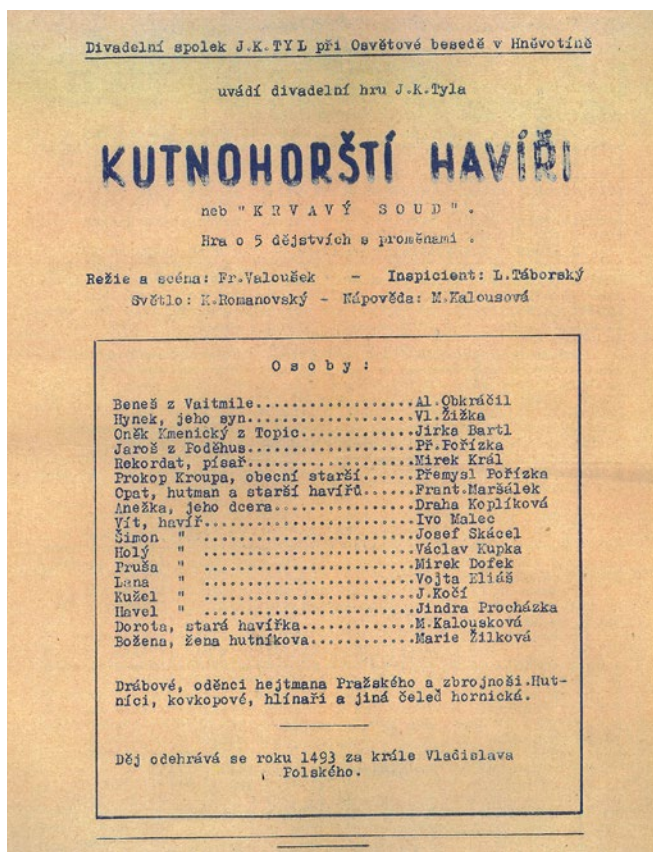 Divadelní spolek J.K.TYL při Osvětové besedě v Hněvotíně
uvádí divadelní hru J.K.Tyla
KUTNOHORŠTÍ HAVÍŘI
neb "KRVAVÝ SOUD".
Hra o 5 dějstvích s proměnami .
Režie a scéna: Fr.Valoušek – Inspicient: L.Táborský
Světlo: K.Romanovský – Nápověda: M.Kalousová
Osoby:
Beneš z Vaitmile..................Al.Obkráčil
Hynek, jeho syn...................Vl.Žižka
Oněk Kmenický z Topic.............Jirka Bartl
Jaroš z Poděhus...................Př.Pořízka
Rekordat, písař...................Mirek Král
Prokop Kroupa, obecní starší......Přemysl Pořízka
Opat, hutman a starší havířů......Frant.Maršálek
Anežka, jeho dcera................Draha Koplíková
Vít, havíř........................Ivo Malec
Šimon " ........................Josef Skácel
Holý " ........................Václav Kupka
Pruša " ........................Mirek Dofek
Lana " ........................Vojta Eliáš
Kužel " ........................J.Kočí
Havel " ........................Jindra Procházka
Dorota, stará havířka.............M.Kalousková
Božena, žena hutníkova............Marie Žilková
Drábové, oděnci hejtmana Pražského a zbrojnoši.Hut-
níci, kovkopové, hlínaři a jiná čeleď hornická.
Děj odehrává se roku 1493 za krále Vladislava
Polského.